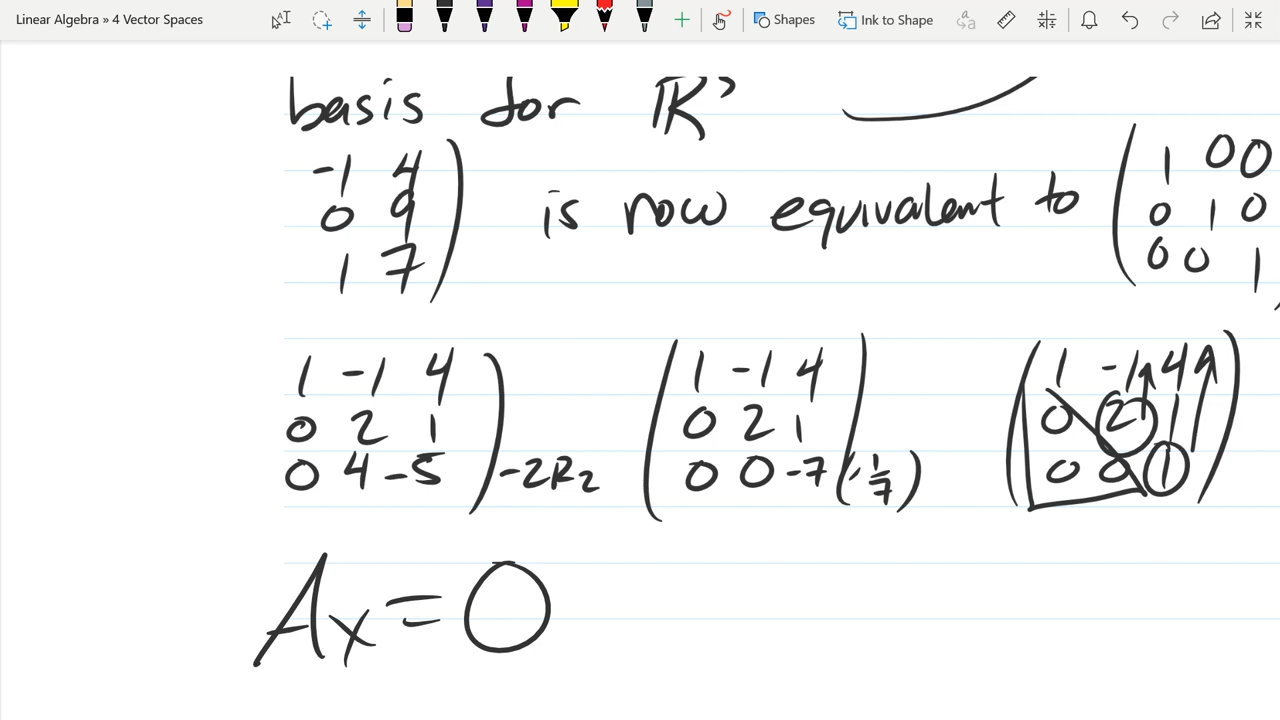 Linear Algebra » 4 Vector Spaces Shapes Ink to Shape
basis for
-1 4
0 9
1 7
is now equivalent to
1 0 0
0 1 0
0 0 1
1 -1 4
0 2 1
0 4 -5 -2R2
1 -1 4
0 2 1
0 0 -7 (-1/7)
1 -1 4
0 2 1
0 0 1
Ax=0